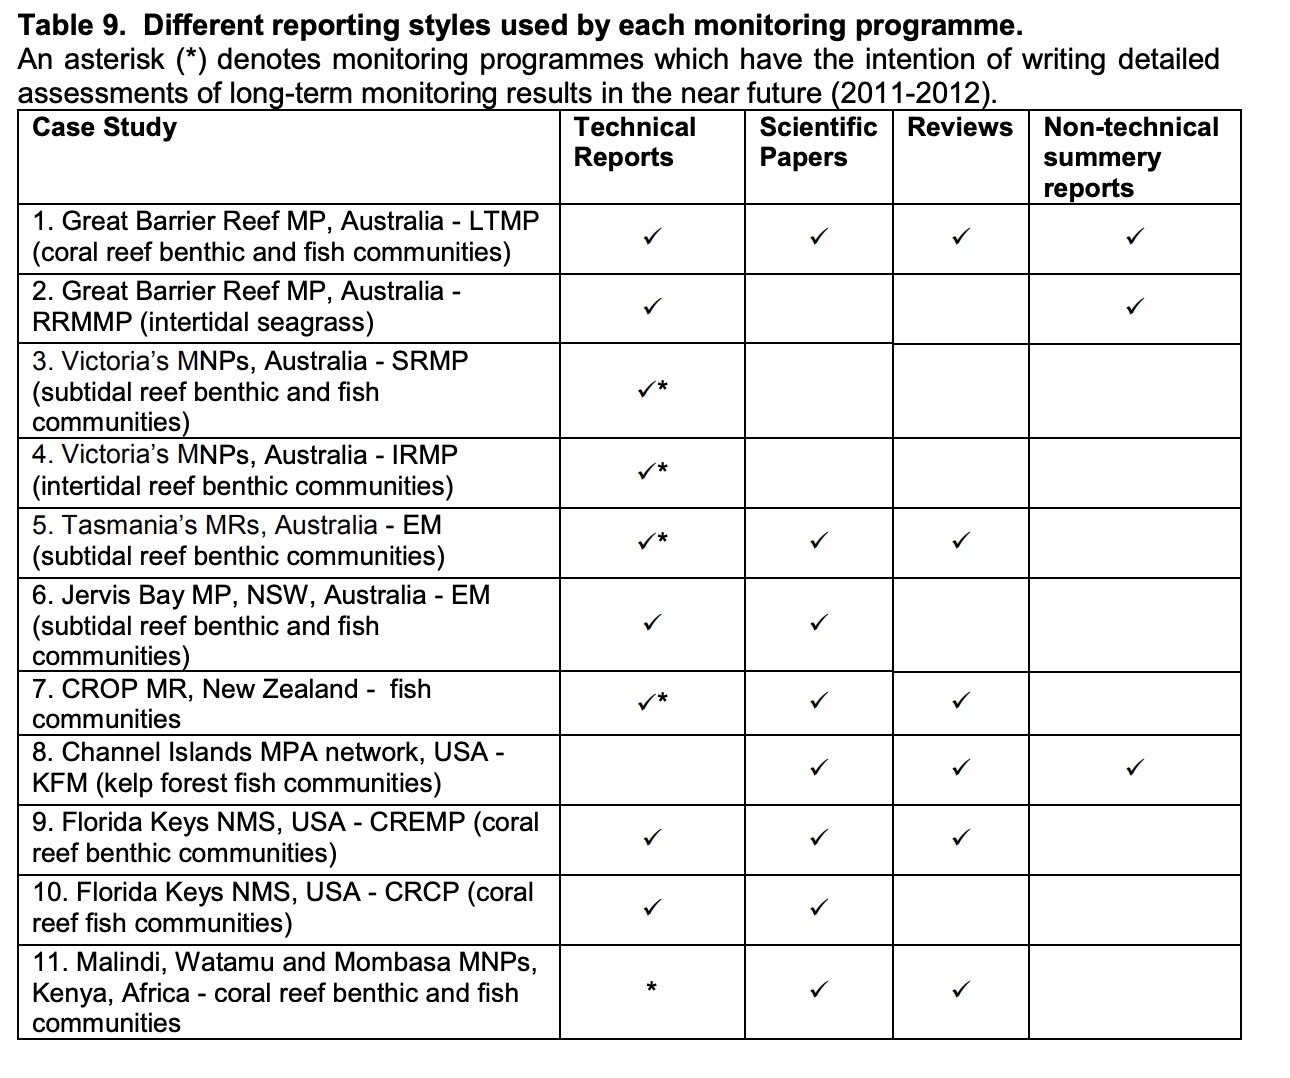 Table 9.  Different reporting styles used by each monitoring programme.
An asterisk (*) denotes monitoring programmes which have the intention of writing detailed
assessments of long-term monitoring results in the near future (2011-2012).
Case Study | Technical Reports | Scientific Papers | Reviews | Non-technical summery reports
1. Great Barrier Reef MP, Australia - LTMP
(coral reef benthic and fish communities) | ✓ | ✓ | ✓ | ✓
2. Great Barrier Reef MP, Australia -
RRMMP (intertidal seagrass) | ✓ | | | ✓
3. Victoria’s MNPs, Australia - SRMP
(subtidal reef benthic and fish
communities) | ✓* | | |
4. Victoria’s MNPs, Australia - IRMP
(intertidal reef benthic communities) | ✓* | | |
5. Tasmania’s MRs, Australia - EM
(subtidal reef benthic communities) | ✓* | ✓ | ✓ |
6. Jervis Bay MP, NSW, Australia - EM
(subtidal reef benthic and fish
communities) | ✓ | ✓ | |
7. CROP MR, New Zealand -  fish
communities | ✓* | ✓ | ✓ |
8. Channel Islands MPA network, USA -
KFM (kelp forest fish communities) | | ✓ | ✓ | ✓
9. Florida Keys NMS, USA - CREMP (coral
reef benthic communities) | ✓ | ✓ | ✓ |
10. Florida Keys NMS, USA - CRCP (coral
reef fish communities) | ✓ | ✓ | |
11. Malindi, Watamu and Mombasa MNPs,
Kenya, Africa - coral reef benthic and fish
communities | * | ✓ | ✓ |